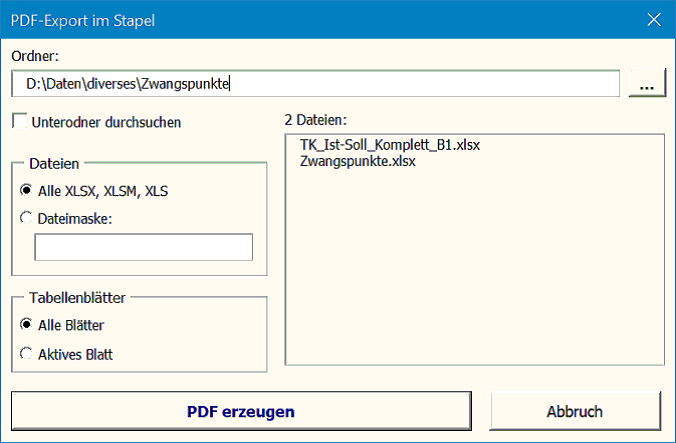 PDF-Export im Stapel
Ordner:
D:\Daten\diverses\Zwangspunkte
...
Unterodner durchsuchen
Dateien
Alle XLSX, XLSM, XLS
Dateimaske:
Tabellenblätter
Alle Blätter
Aktives Blatt
2 Dateien:
TK_Ist-Soll_Komplett_B1.xlsx
Zwangspunkte.xlsx
PDF erzeugen
Abbruch